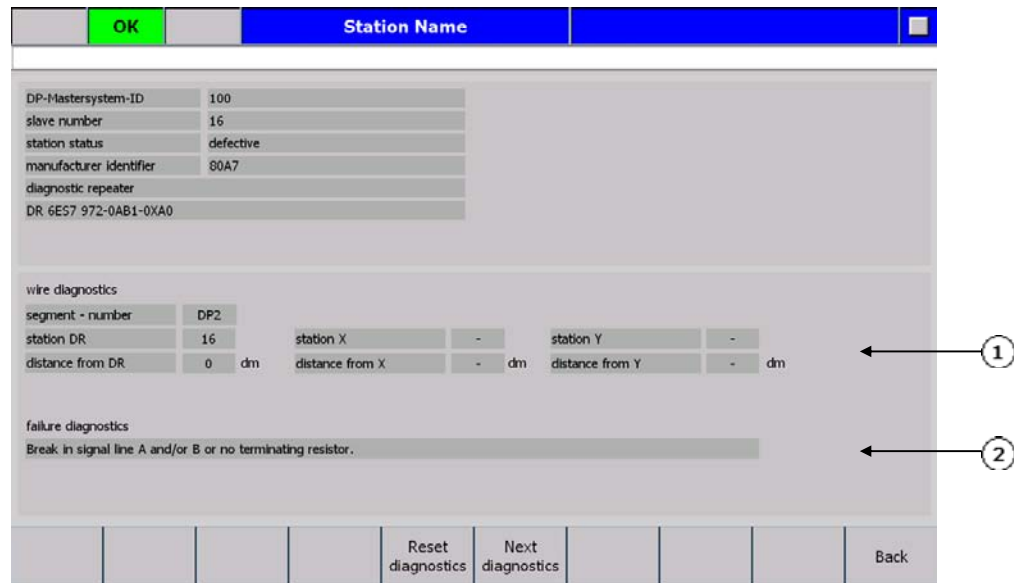 OK Station Name
DP-Mastersystem-ID 100
slave number 16
station status defective
manufacturer identifier 80A7
diagnostic repeater
DR 6ES7 972-0AB1-0XA0
wire diagnostics
segment - number DP2
station DR 16 station X - station Y -
distance from DR 0 dm distance from X - dm distance from Y - dm
1
failure diagnostics
Break in signal line A and/or B or no terminating resistor.
2
Reset diagnostics
Next diagnostics
Back